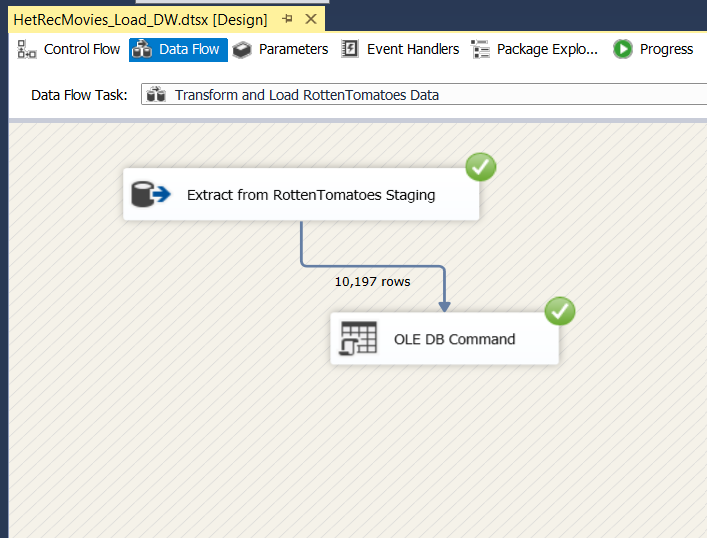 HetRecMovies_Load_DW.dtsx [Design]
Control Flow Data Flow Parameters Event Handlers Package Explo... Progress
Data Flow Task: Transform and Load RottenTomatoes Data
Extract from RottenTomatoes Staging
10,197 rows
OLE DB Command